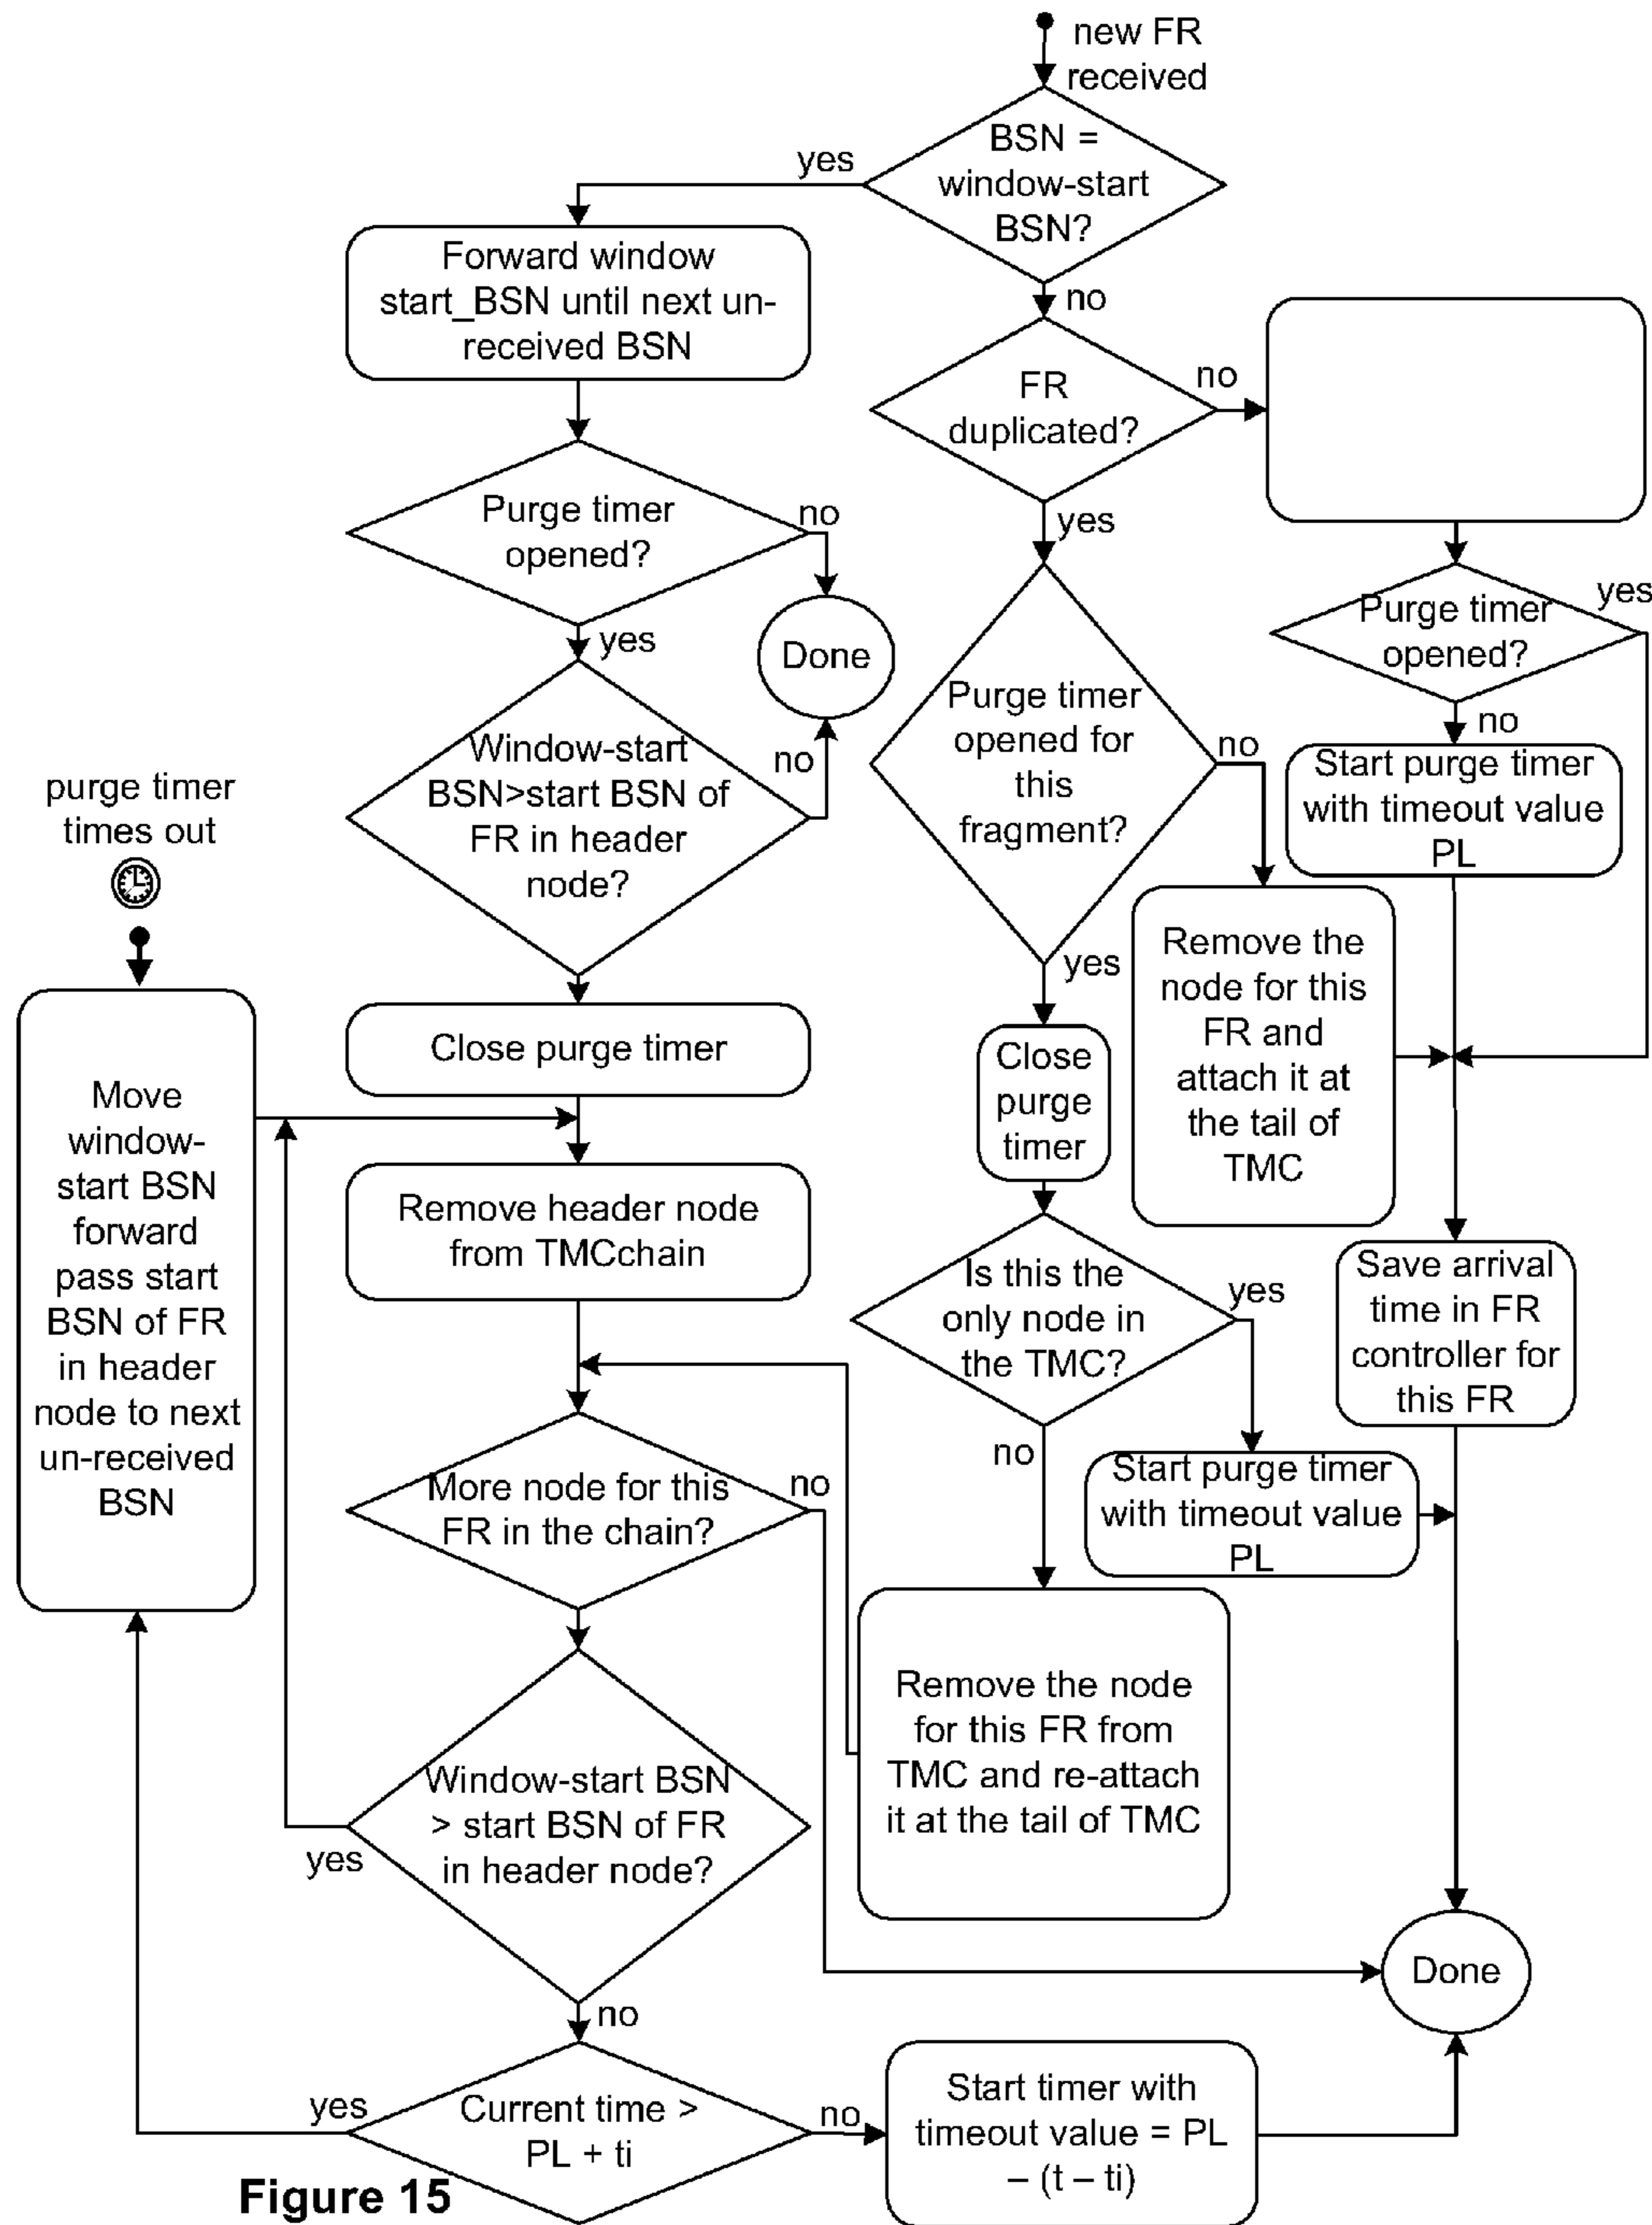 new FR
received
BSN =
window-start
BSN?
yes
no
Forward window
start_BSN until next un-
received BSN
FR
duplicated?
no
yes
Purge timer
opened?
no
yes
Done
Purge timer
opened?
yes
no
Purge timer
opened for
this
fragment?
no
yes
Window-start
BSN>start BSN of
FR in header
node?
no
Start purge timer
with timeout value
PL
purge timer
times out
Remove the
node for this
FR and
attach it at
the tail of
TMC
Move
window-
start BSN
forward
pass start
BSN of FR
in header
node to next
un-received
BSN
Close purge timer
Close
purge
timer
Remove header node
from TMCchain
Is this the
only node in
the TMC?
yes
no
Save arrival
time in FR
controller for
this FR
More node for this
FR in the chain?
no
Start purge timer
with timeout value
PL
Remove the node
for this FR from
TMC and re-attach
it at the tail of TMC
Window-start BSN
> start BSN of FR
in header node?
yes
no
Done
Current time >
PL + ti
yes
no
Start timer with
timeout value = PL
– (t – ti)
Figure 15